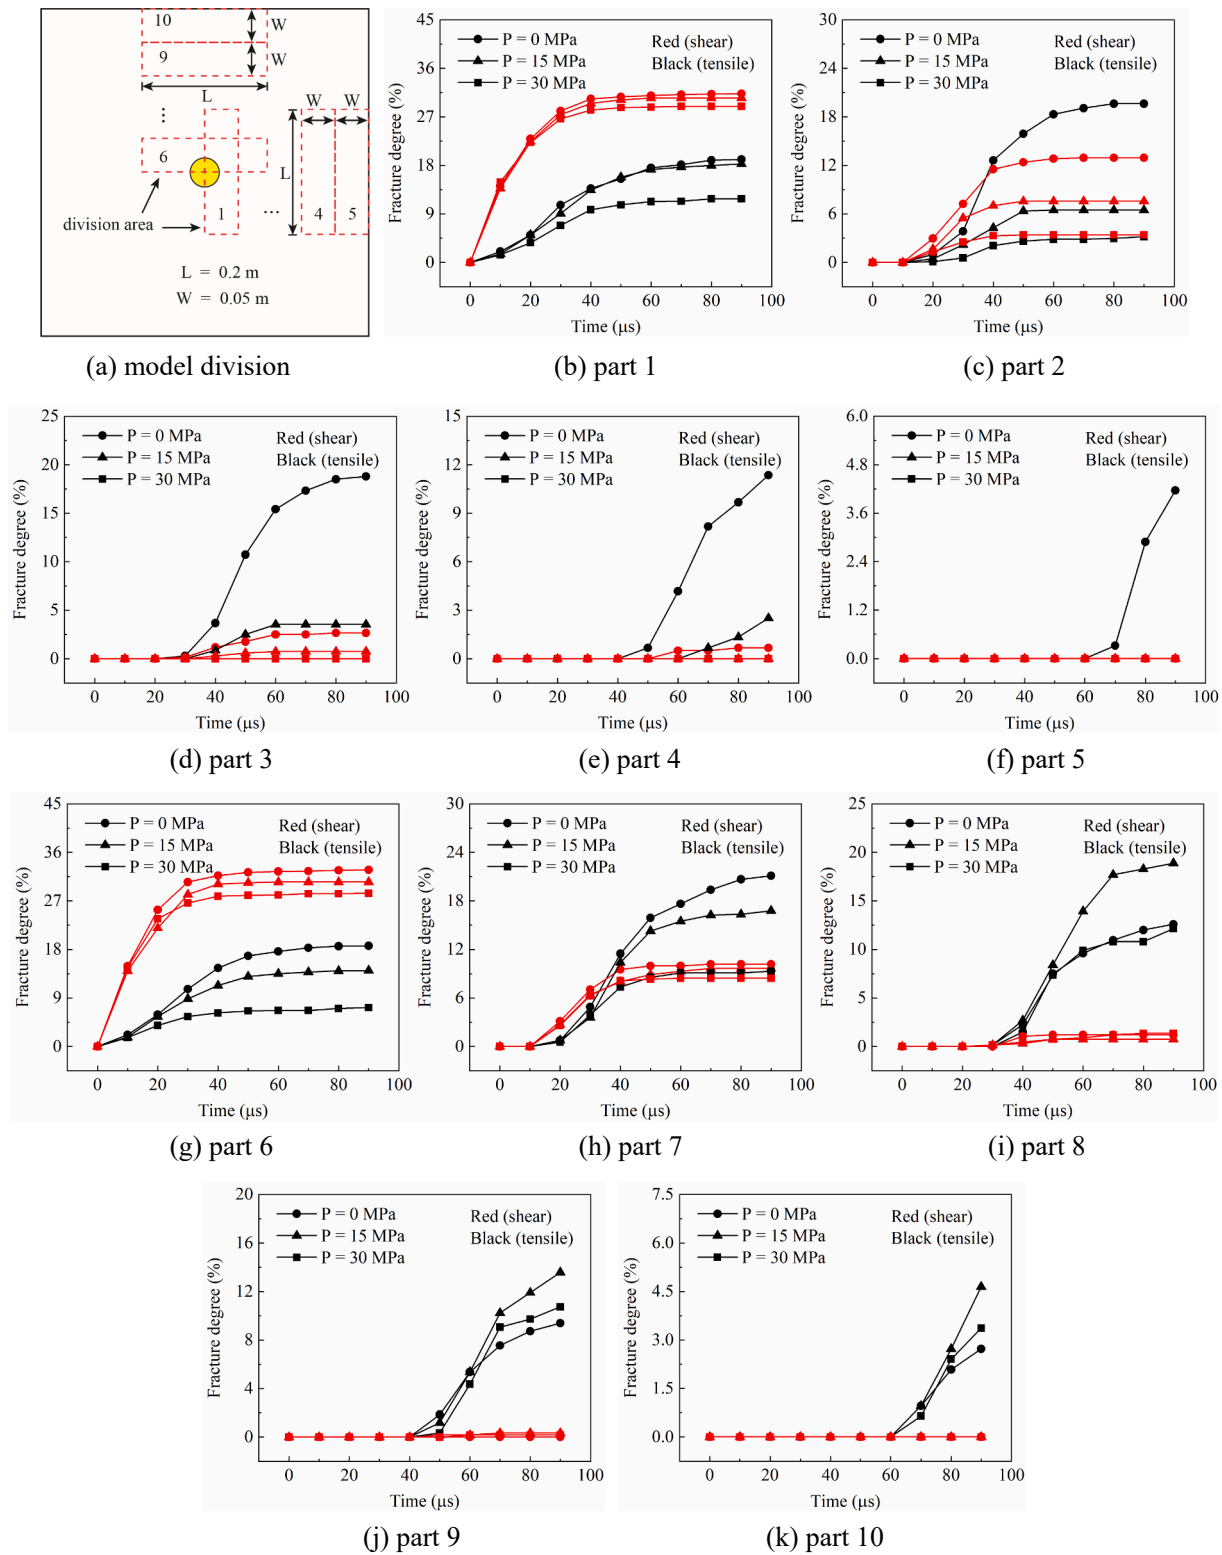 10
W
9
W
L
W W
⋮
6
L
division area
1
...
4
5
L = 0.2 m
W = 0.05 m
(a) model division
45
36
27
18
9
0
Fracture degree (%)
P = 0 MPa
P = 15 MPa
P = 30 MPa
Red (shear)
Black (tensile)
0 20 40 60 80 100
Time (μs)
(b) part 1
30
24
18
12
6
0
Fracture degree (%)
P = 0 MPa
P = 15 MPa
P = 30 MPa
Red (shear)
Black (tensile)
0 20 40 60 80 100
Time (μs)
(c) part 2
25
20
15
10
5
0
Fracture degree (%)
P = 0 MPa
P = 15 MPa
P = 30 MPa
Red (shear)
Black (tensile)
0 20 40 60 80 100
Time (μs)
(d) part 3
15
12
9
6
3
0
Fracture degree (%)
P = 0 MPa
P = 15 MPa
P = 30 MPa
Red (shear)
Black (tensile)
0 20 40 60 80 100
Time (μs)
(e) part 4
6.0
4.8
3.6
2.4
1.2
0.0
Fracture degree (%)
P = 0 MPa
P = 15 MPa
P = 30 MPa
Red (shear)
Black (tensile)
0 20 40 60 80 100
Time (μs)
(f) part 5
45
36
27
18
9
0
Fracture degree (%)
P = 0 MPa
P = 15 MPa
P = 30 MPa
Red (shear)
Black (tensile)
0 20 40 60 80 100
Time (μs)
(g) part 6
30
24
18
12
6
0
Fracture degree (%)
P = 0 MPa
P = 15 MPa
P = 30 MPa
Red (shear)
Black (tensile)
0 20 40 60 80 100
Time (μs)
(h) part 7
25
20
15
10
5
0
Fracture degree (%)
P = 0 MPa
P = 15 MPa
P = 30 MPa
Red (shear)
Black (tensile)
0 20 40 60 80 100
Time (μs)
(i) part 8
20
16
12
8
4
0
Fracture degree (%)
P = 0 MPa
P = 15 MPa
P = 30 MPa
Red (shear)
Black (tensile)
0 20 40 60 80 100
Time (μs)
(j) part 9
7.5
6.0
4.5
3.0
1.5
0.0
Fracture degree (%)
P = 0 MPa
P = 15 MPa
P = 30 MPa
Red (shear)
Black (tensile)
0 20 40 60 80 100
Time (μs)
(k) part 10